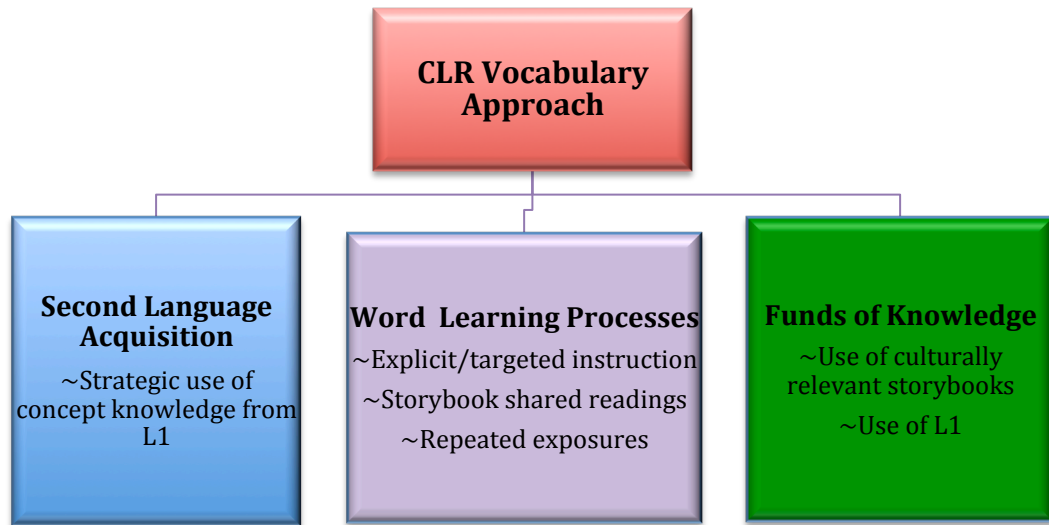 CLR Vocabulary
Approach
Second Language
Acquisition
~Strategic use of
concept knowledge from
L1
Word Learning Processes
~Explicit/targeted instruction
~Storybook shared readings
~Repeated exposures
Funds of Knowledge
~Use of culturally
relevant storybooks
~Use of L1